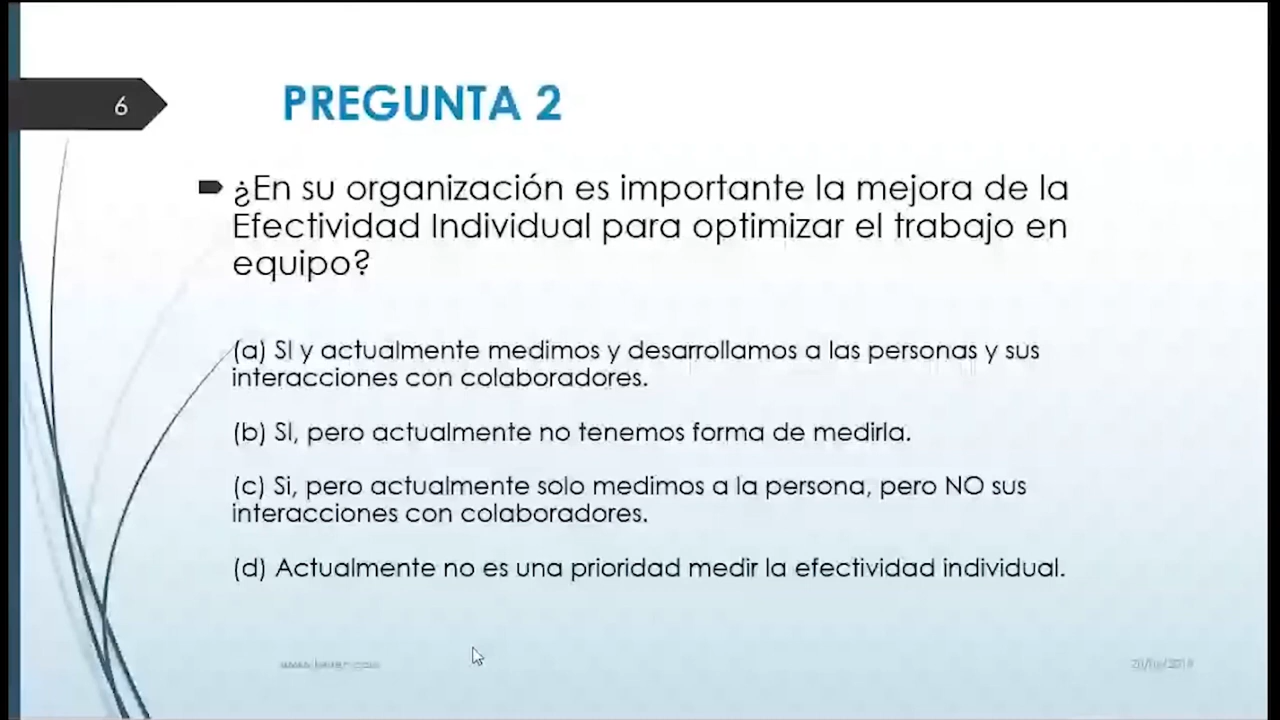 6
PREGUNTA 2
¿En su organización es importante la mejora de la
Efectividad Individual para optimizar el trabajo en
equipo?
(a) SI y actualmente medimos y desarrollamos a las personas y sus
interacciones con colaboradores.
(b) SI, pero actualmente no tenemos forma de medirla.
(c) Si, pero actualmente solo medimos a la persona, pero NO sus
interacciones con colaboradores.
(d) Actualmente no es una prioridad medir la efectividad individual.